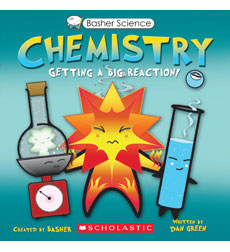 Basher Science
CHEMISTRY
GETTING A BIG REACTION!
CREATED BY BASHER
SCHOLASTIC
WRITTEN BY
DAN GREEN